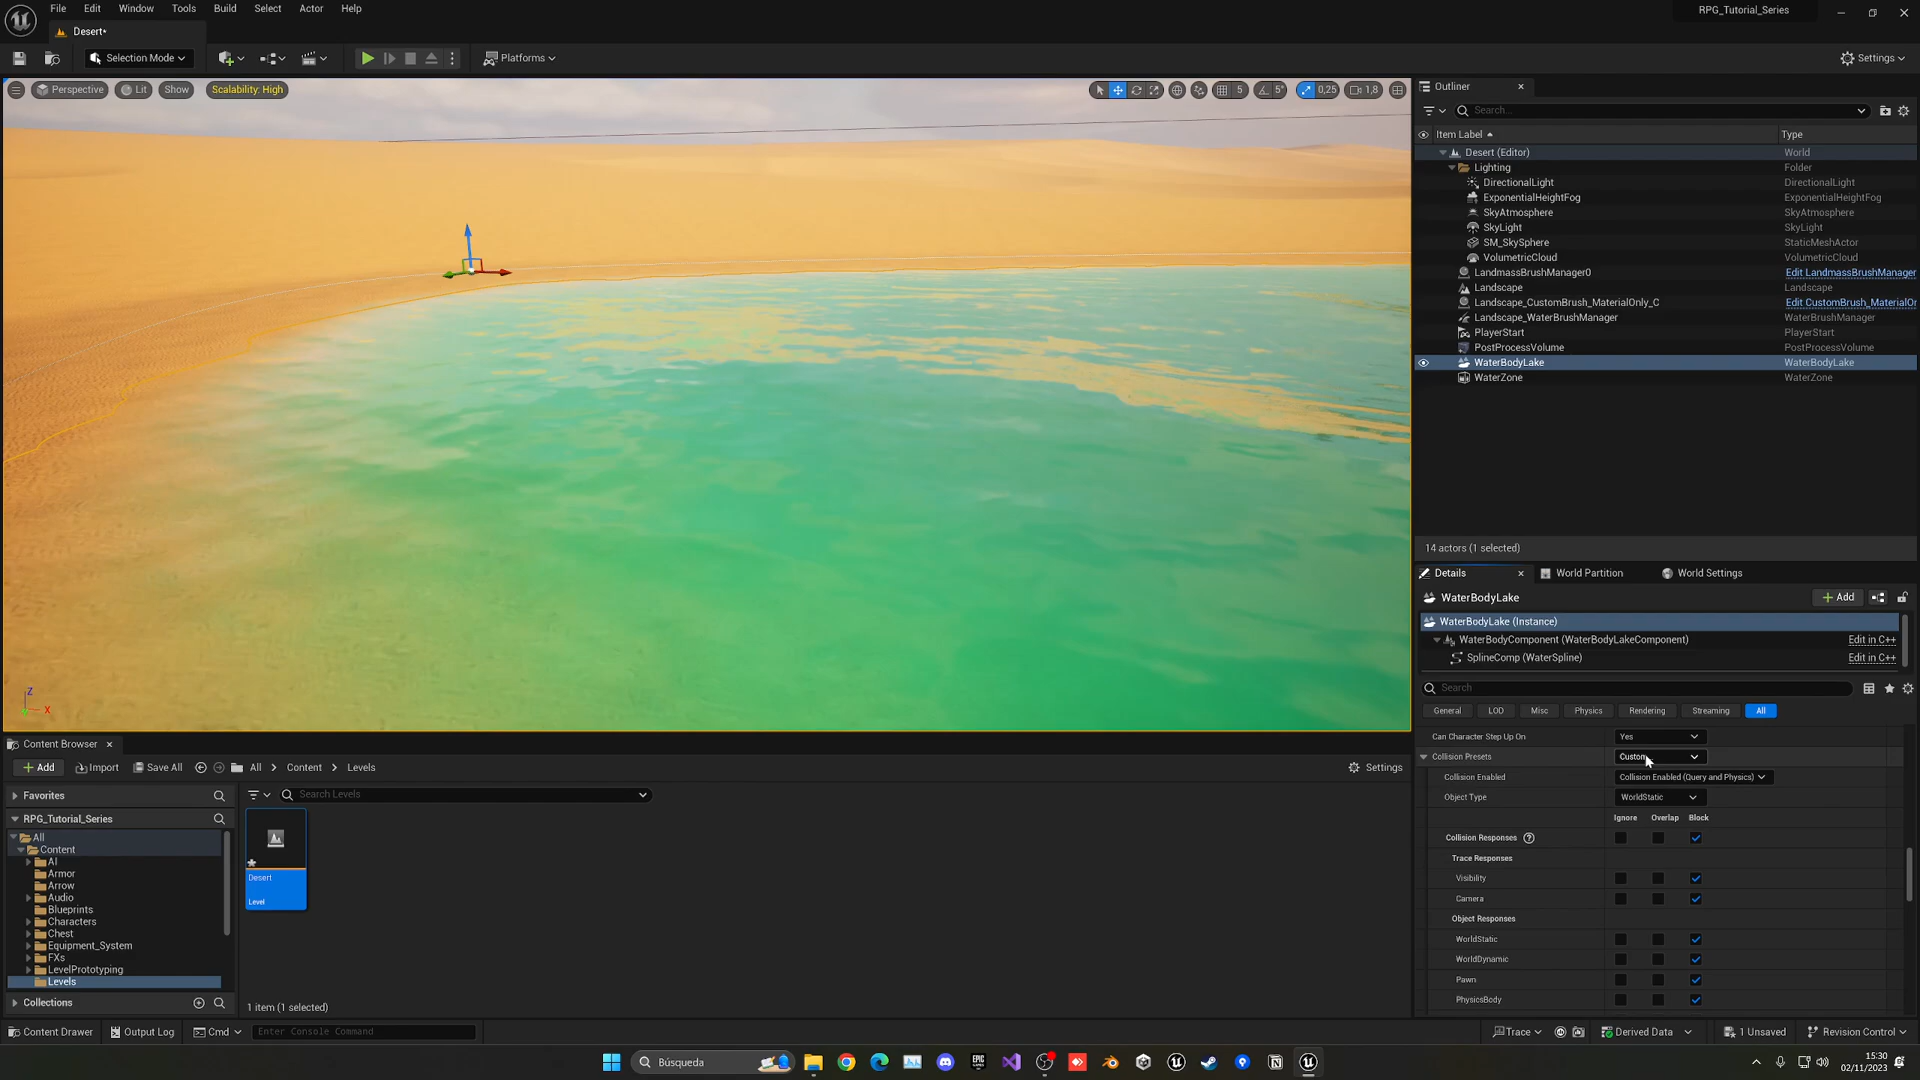 File Edit Window Tools Build Select Actor Help
RPG_Tutorial_Series
Desert*
Selection Mode
Platforms
Settings
Perspective Lit Show Scalability: High
5 5° 0,25 1,8
Z
X
Outliner
Search...
Item Label Type
Desert (Editor) World
Lighting Folder
DirectionalLight DirectionalLight
ExponentialHeightFog ExponentialHeightFog
SkyAtmosphere SkyAtmosphere
SkyLight SkyLight
SM_SkySphere StaticMeshActor
VolumetricCloud VolumetricCloud
LandmassBrushManager0 Edit LandmassBrushManager
Landscape Landscape
Landscape_CustomBrush_MaterialOnly_C Edit CustomBrush_MaterialOr
Landscape_WaterBrushManager WaterBrushManager
PlayerStart PlayerStart
PostProcessVolume PostProcessVolume
WaterBodyLake WaterBodyLake
WaterZone WaterZone
14 actors (1 selected)
Details World Partition World Settings
WaterBodyLake
Add
WaterBodyLake (Instance)
WaterBodyComponent (WaterBodyLakeComponent) Edit in C++
SplineComp (WaterSpline) Edit in C++
Search
General LOD Misc Physics Rendering Streaming All
Can Character Step Up On Yes
Collision Presets Custom
Collision Enabled Collision Enabled (Query and Physics)
Object Type WorldStatic
Ignore Overlap Block
Collision Responses
Trace Responses
Visibility
Camera
Object Responses
WorldStatic
WorldDynamic
Pawn
PhysicsBody
Content Browser
Add Import Save All All Content Levels
Settings
Favorites
RPG_Tutorial_Series
All
Content
AI
Armor
Arrow
Audio
Blueprints
Characters
Chest
Equipment_System
FXs
LevelPrototyping
Levels
Collections
Search Levels
Desert
Level
1 item (1 selected)
Content Drawer Output Log Cmd Enter Console Command
Trace Derived Data 1 Unsaved Revision Control
Búsqueda
15:30
02/11/2023